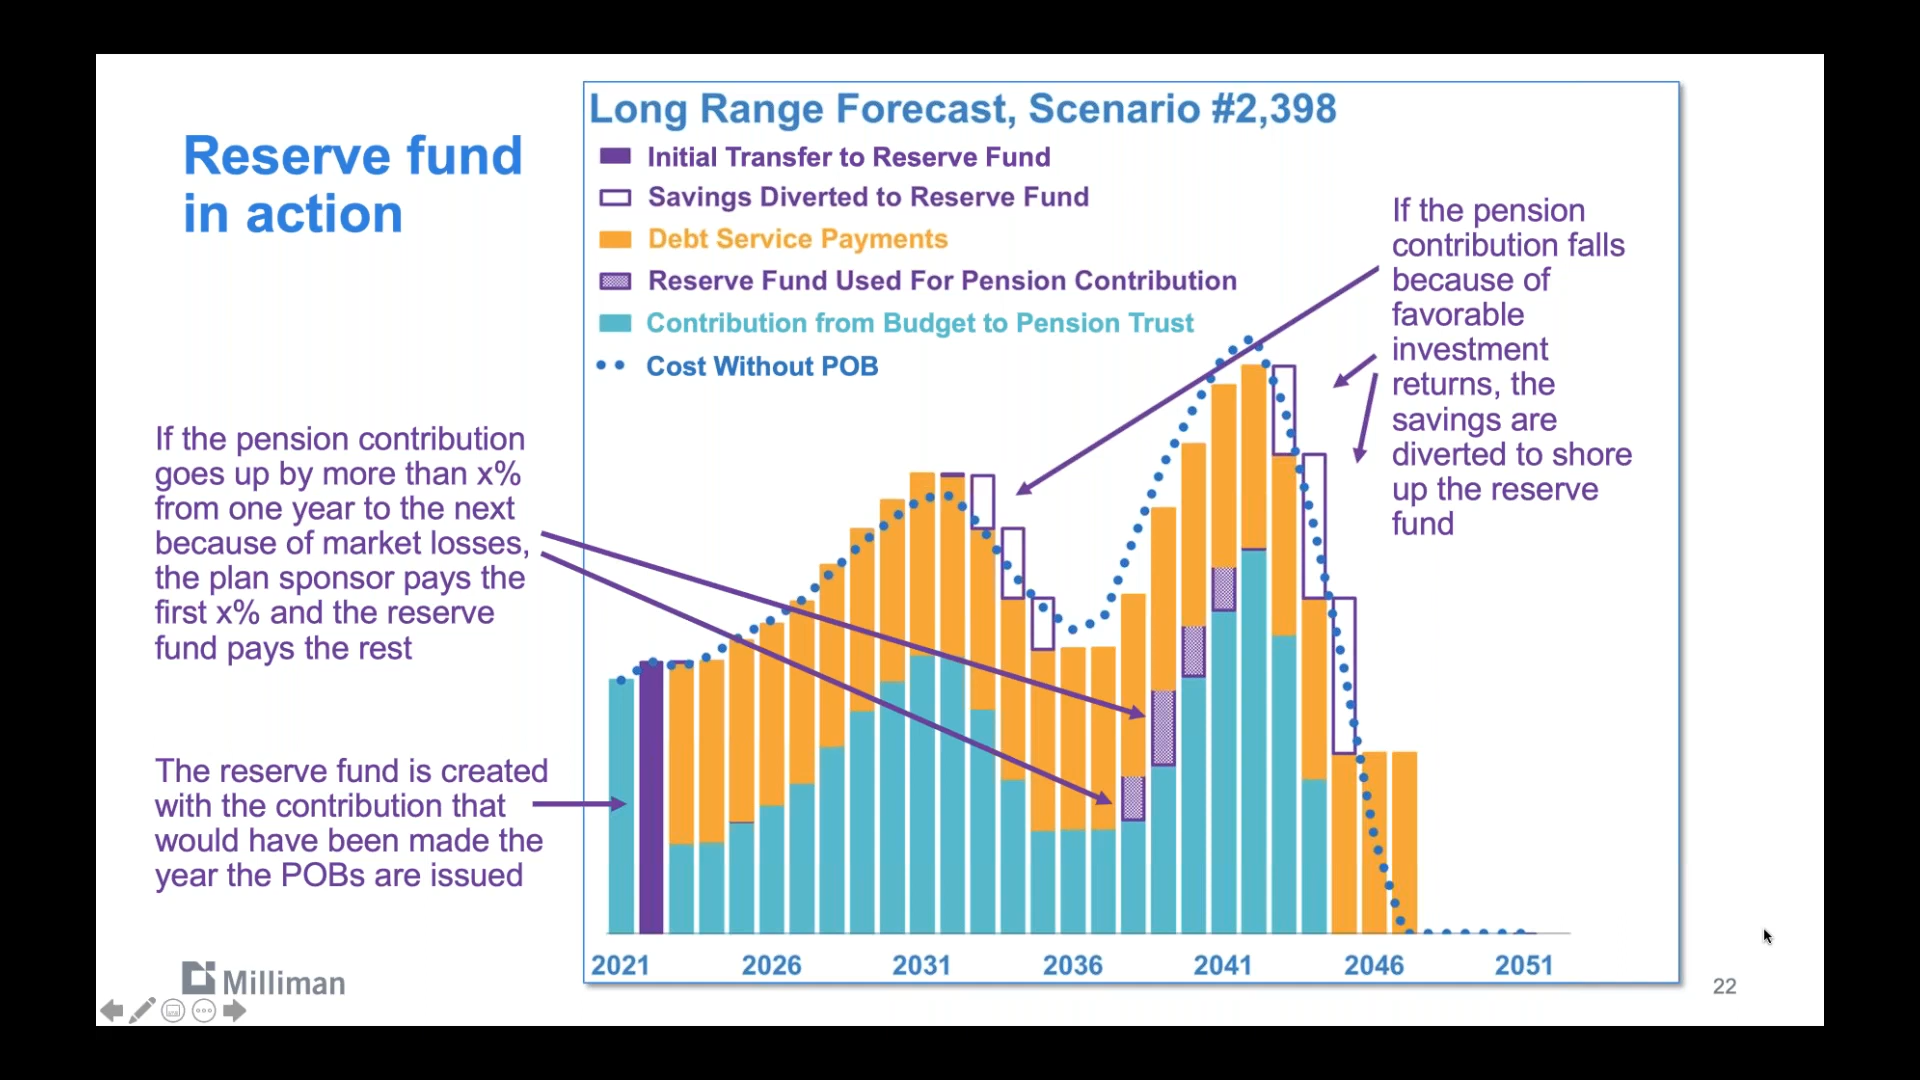 Reserve fund
in action
Long Range Forecast, Scenario #2,398
Initial Transfer to Reserve Fund
Savings Diverted to Reserve Fund
Debt Service Payments
Reserve Fund Used For Pension Contribution
Contribution from Budget to Pension Trust
Cost Without POB
If the pension
contribution falls
because of
favorable
investment
returns, the
savings are
diverted to shore
up the reserve
fund
If the pension contribution
goes up by more than x%
from one year to the next
because of market losses,
the plan sponsor pays the
first x% and the reserve
fund pays the rest
The reserve fund is created
with the contribution that
would have been made the
year the POBs are issued
2021 2026 2031 2036 2041 2046 2051
Milliman
22